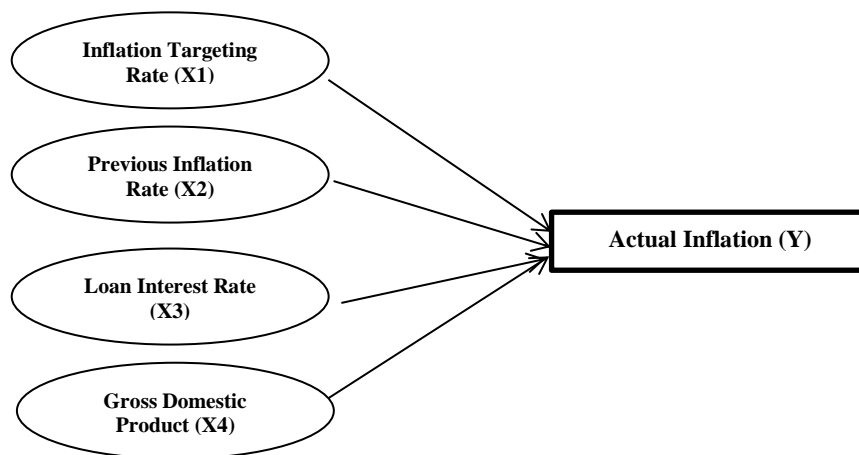 Inflation Targeting
Rate (X1)
Previous Inflation
Rate (X2)
Actual Inflation (Y)
Loan Interest Rate
(X3)
Gross Domestic
Product (X4)